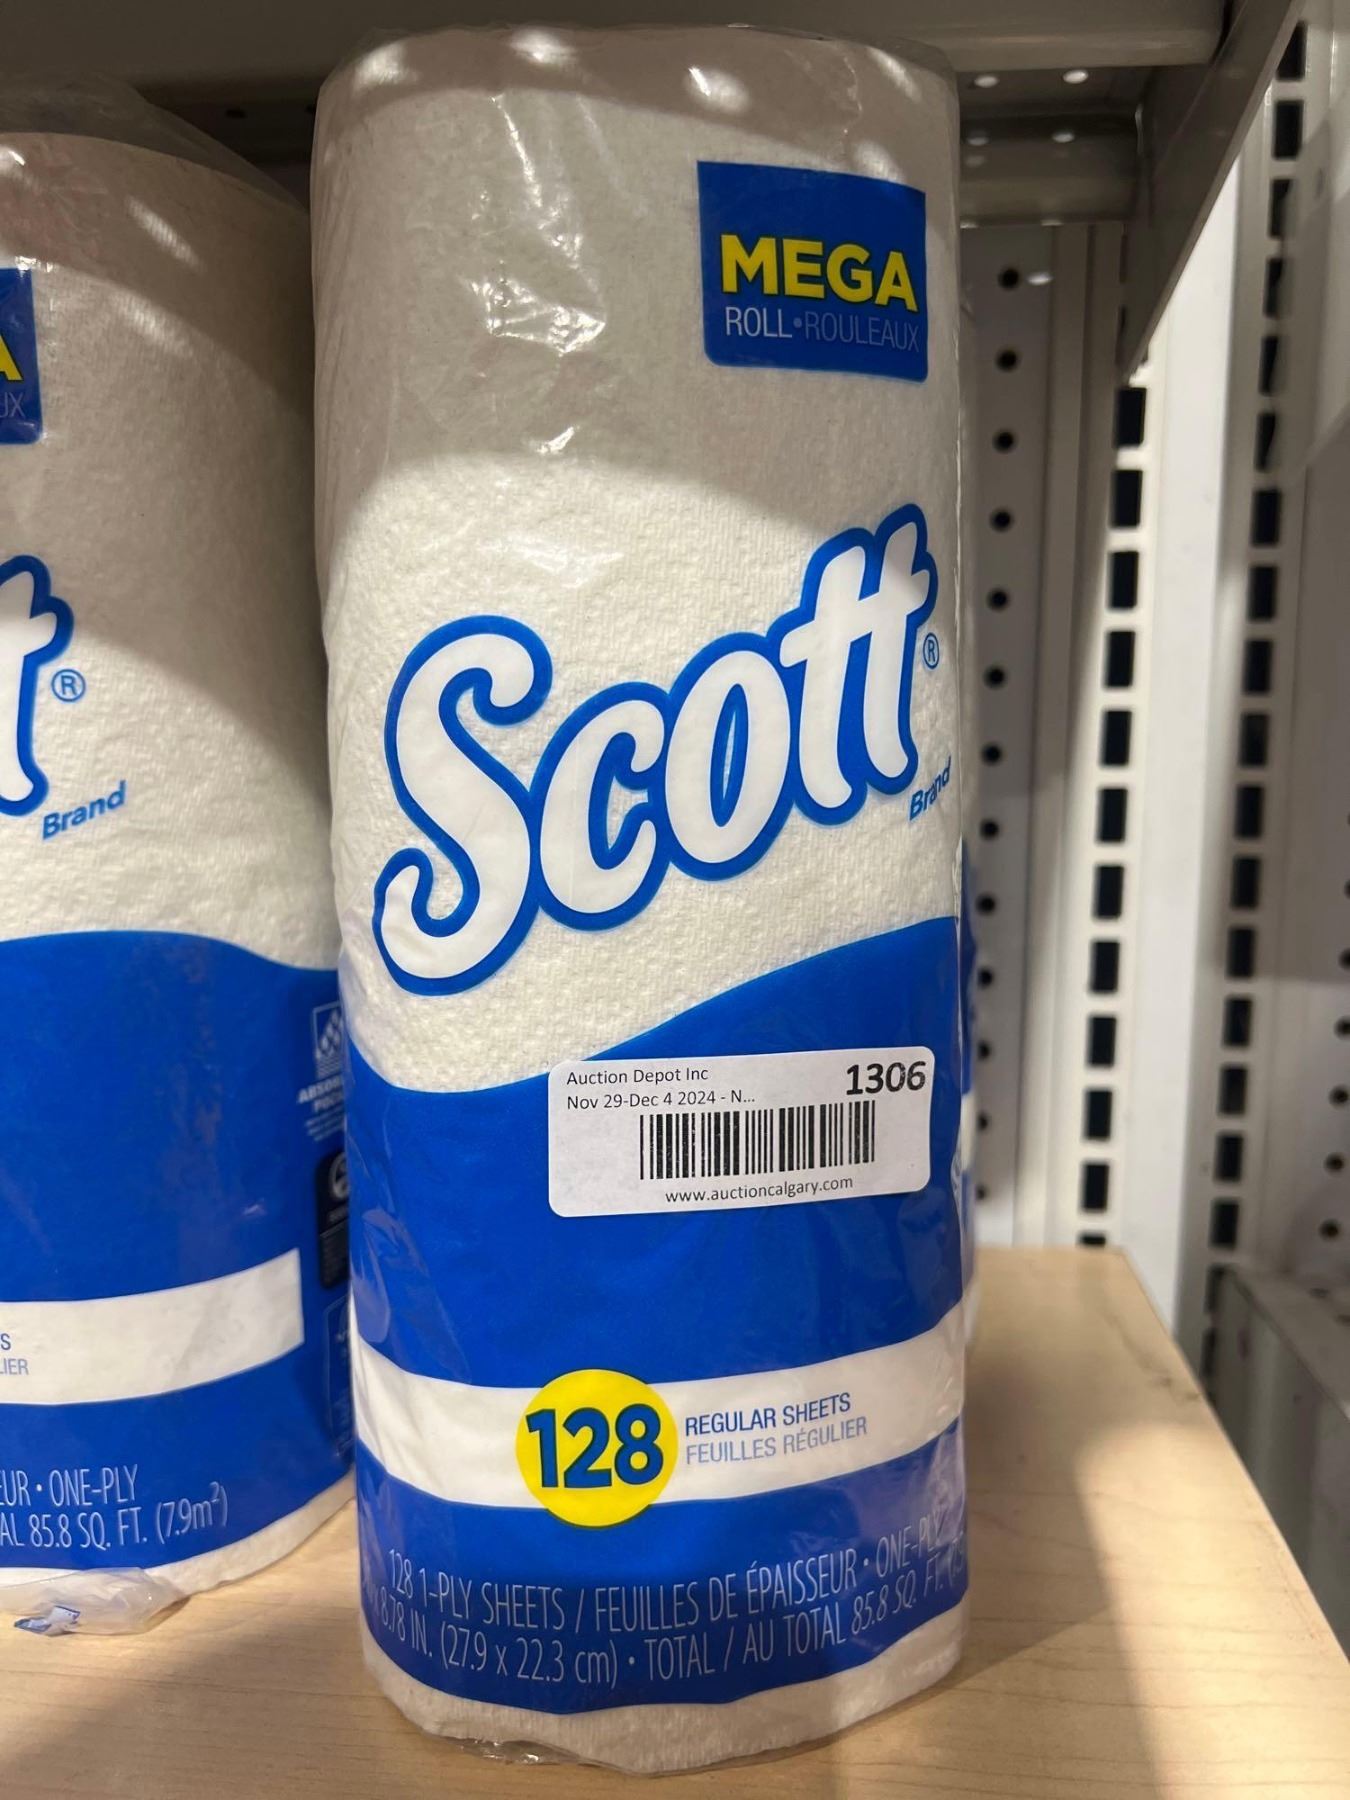 MEGA
ROLL•ROULEAUX
Scott®
Brand
Auction Depot Inc
1306
Nov 29-Dec 4 2024 - N...
www.auctioncalgary.com
128
REGULAR SHEETS
FEUILLES RÉGULIER
128 1-PLY SHEETS / FEUILLES DE ÉPAISSEUR • ONE-PLY
8.78 IN. (27.9 x 22.3 cm) • TOTAL / AU TOTAL 85.8 SQ. FT.
®
Brand
ONE-PLY
85.8 SQ. FT. (7.9m²)